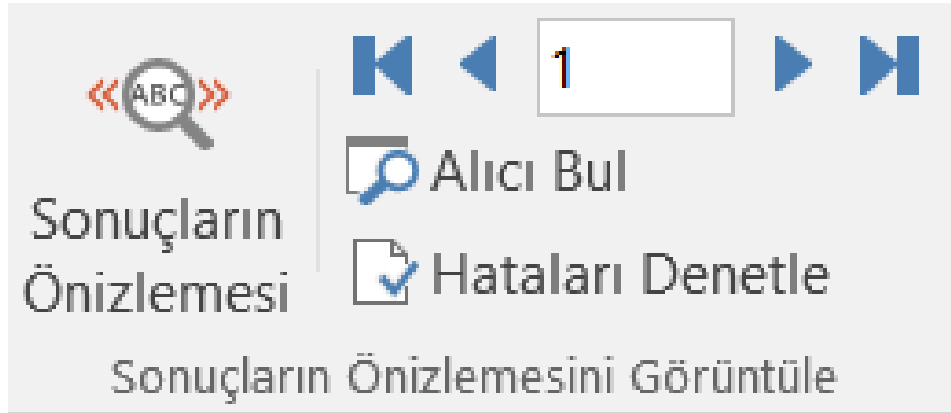 «ABC»
1
Alıcı Bul
Sonuçların
Önizlemesi
Hataları Denetle
Sonuçların Önizlemesini Görüntüle